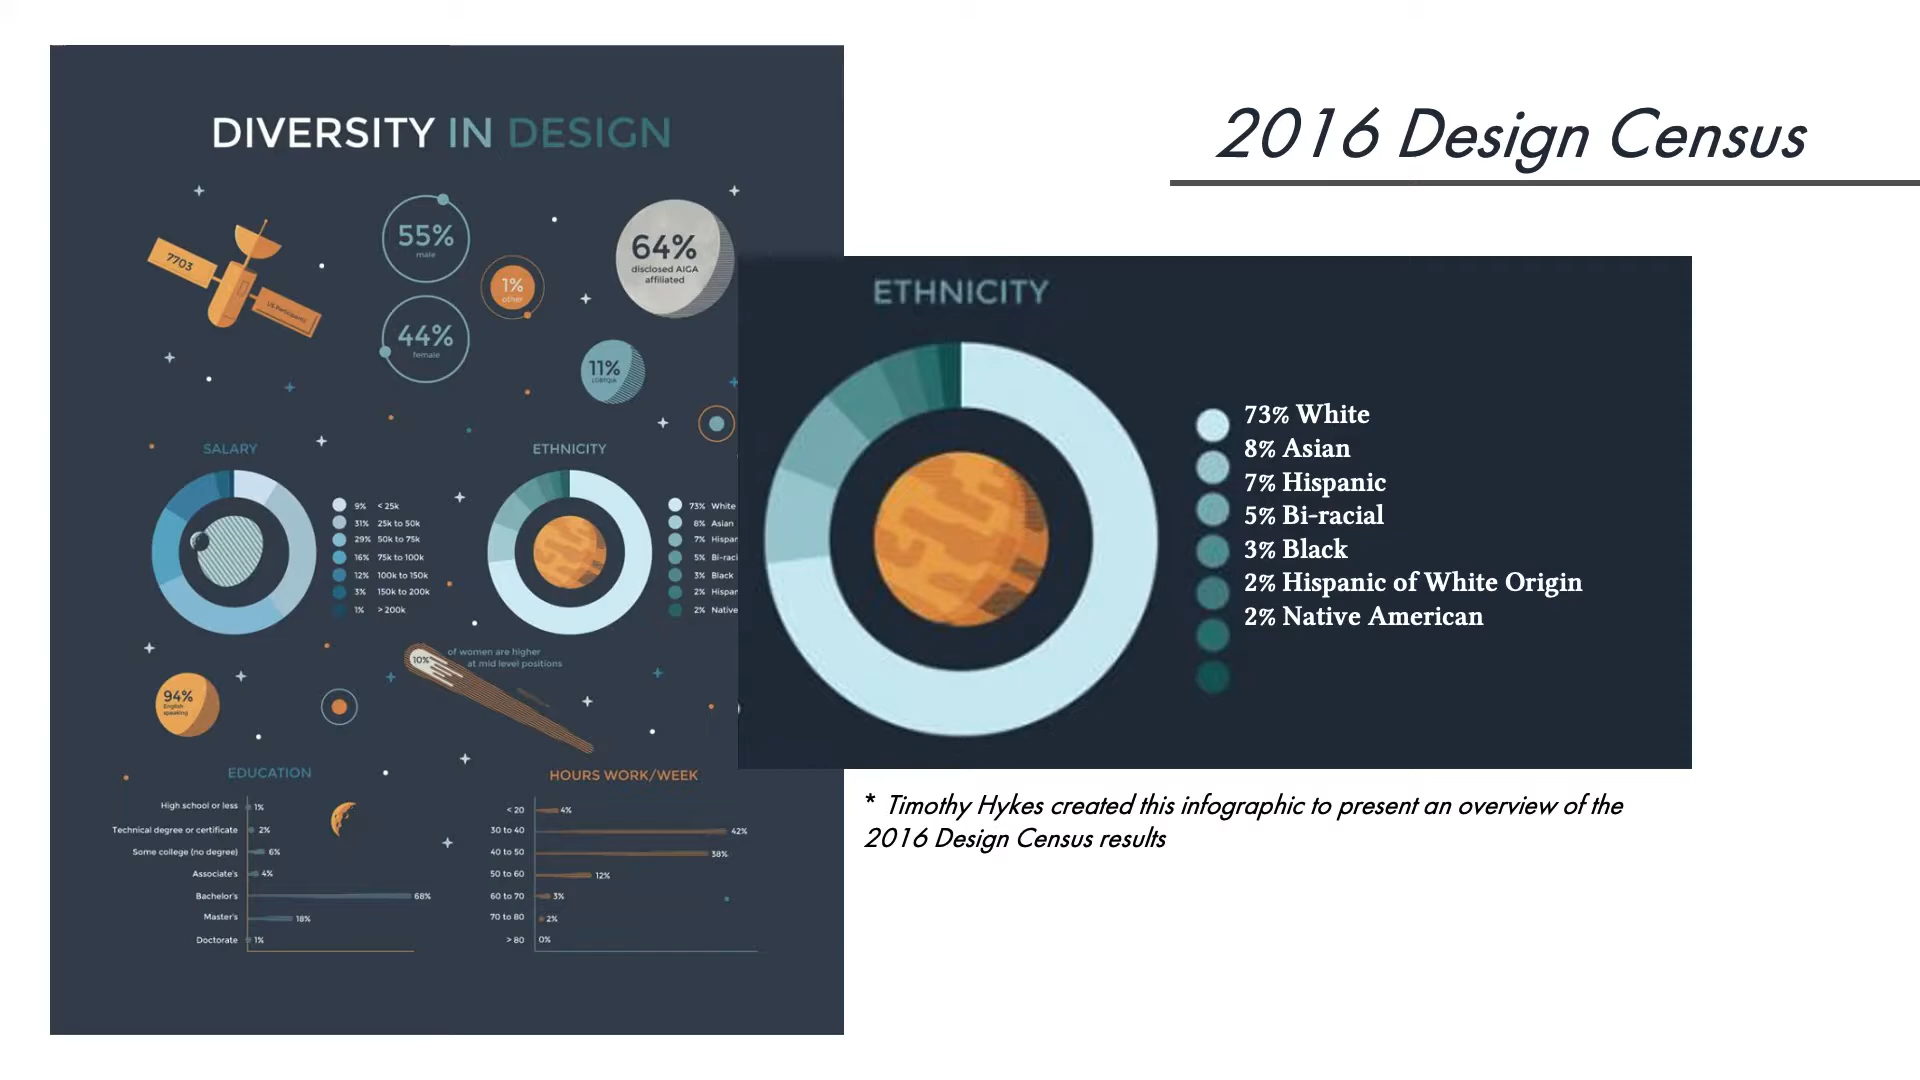 2016 Design Census
DIVERSITY IN DESIGN
7703
US Participants
55%
male
44%
female
1%
other
64%
disclosed AIGA
affiliated
11%
LGBTQIA
SALARY
9% < 25k
31% 25k to 50k
29% 50k to 75k
16% 75k to 100k
12% 100k to 150k
3% 150k to 200k
1% > 200k
ETHNICITY
73% White
8% Asian
7% Hispar
5% Bi-raci
3% Black
2% Hispar
2% Native
10%
of women are higher
at mid level positions
94%
English
speaking
EDUCATION
High school or less 1%
Technical degree or certificate 2%
Some college (no degree) 6%
Associate's 4%
Bachelor's 68%
Master's 18%
Doctorate 1%
HOURS WORK/WEEK
< 20 4%
30 to 40 42%
40 to 50 38%
50 to 60 12%
60 to 70 3%
70 to 80 2%
> 80 0%
ETHNICITY
73% White
8% Asian
7% Hispanic
5% Bi-racial
3% Black
2% Hispanic of White Origin
2% Native American
* Timothy Hykes created this infographic to present an overview of the
2016 Design Census results